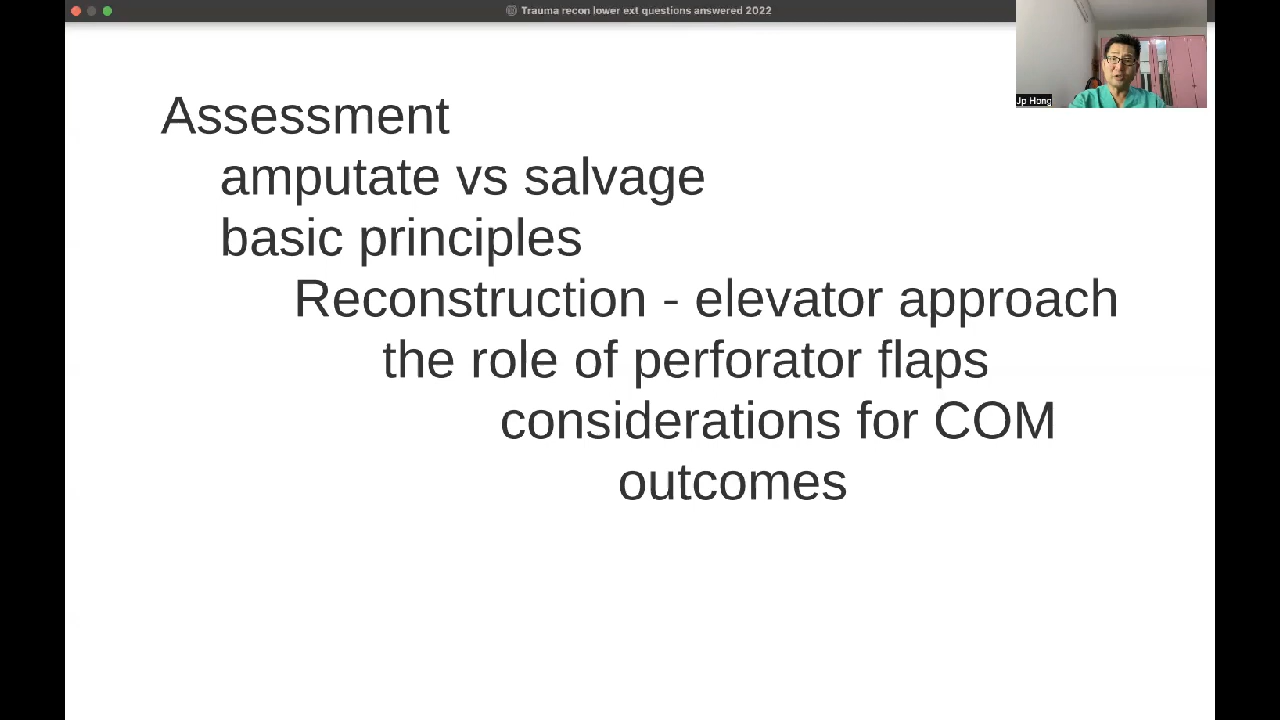 Trauma recon lower ext questions answered 2022
Jp Hong
Assessment
amputate vs salvage
basic principles
Reconstruction - elevator approach
the role of perforator flaps
considerations for COM
outcomes